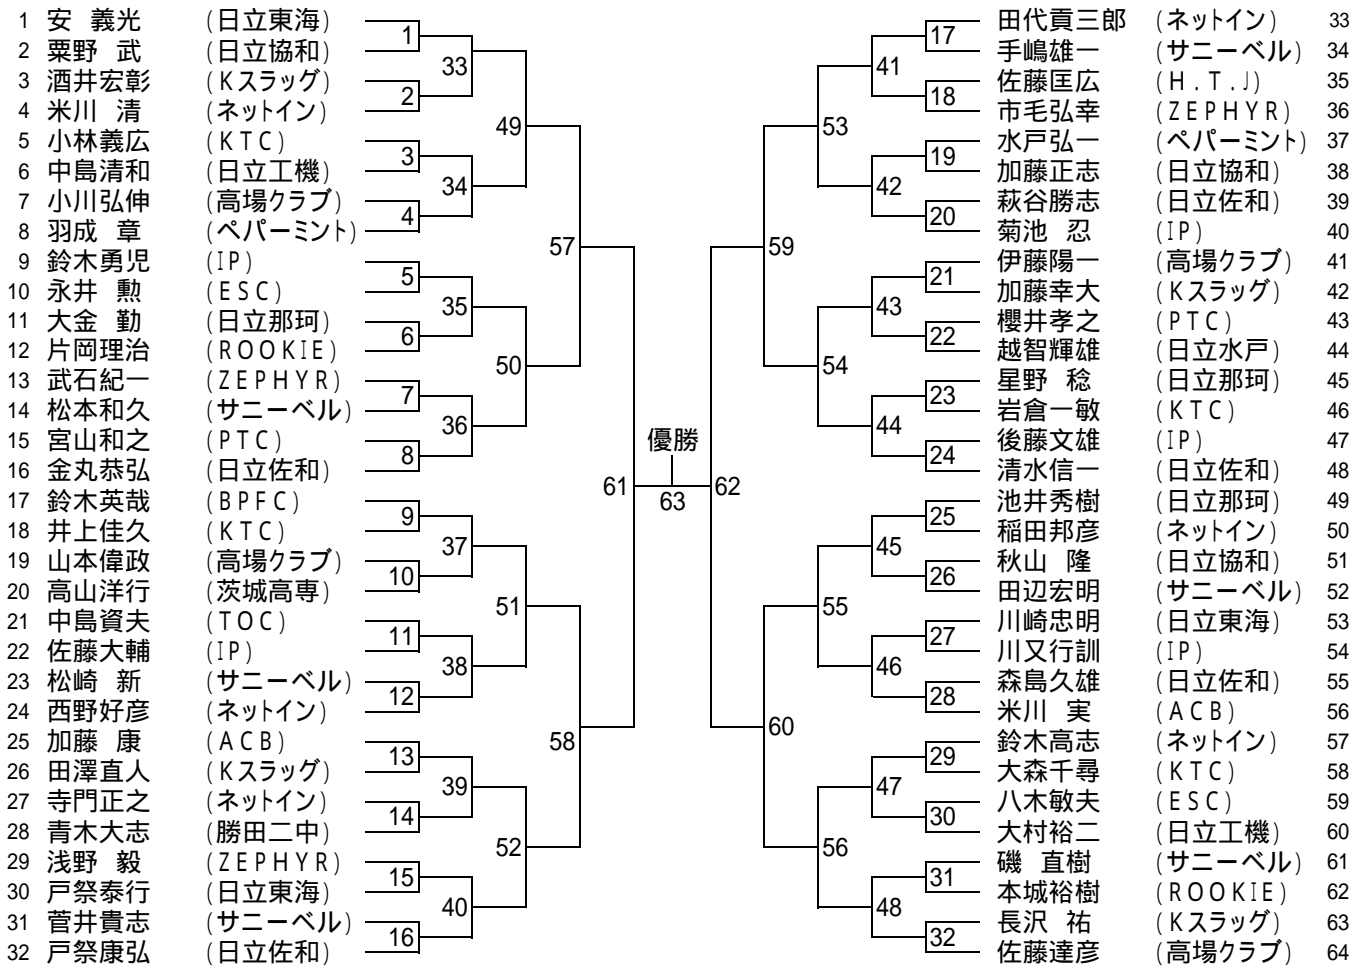 1 安 義光 (日立東海)
2 粟野 武 (日立協和)
3 酒井宏彰 (Kスラッグ)
4 米川 清 (ネットイン)
5 小林義広 (KTC)
6 中島清和 (日立工機)
7 小川弘伸 (高場クラブ)
8 羽成 章 (ペパーミント)
9 鈴木勇児 (IP)
10 永井 勲 (ESC)
11 大金 勤 (日立那珂)
12 片岡理治 (ROOKIE)
13 武石紀一 (ZEPHYR)
14 松本和久 (サニーベル)
15 宮山和之 (PTC)
16 金丸恭弘 (日立佐和)
17 鈴木英哉 (BPFC)
18 井上佳久 (KTC)
19 山本偉政 (高場クラブ)
20 高山洋行 (茨城高専)
21 中島資夫 (TOC)
22 佐藤大輔 (IP)
23 松崎 新 (サニーベル)
24 西野好彦 (ネットイン)
25 加藤 康 (ACB)
26 田澤直人 (Kスラッグ)
27 寺門正之 (ネットイン)
28 青木大志 (勝田二中)
29 浅野 毅 (ZEPHYR)
30 戸祭泰行 (日立東海)
31 菅井貴志 (サニーベル)
32 戸祭康弘 (日立佐和)
1
2
3
4
5
6
7
8
9
10
11
12
13
14
15
16
33
34
35
36
37
38
39
40
49
50
51
52
57
58
61
優勝
63
62
59
60
53
54
55
56
41
42
43
44
45
46
47
48
17
18
19
20
21
22
23
24
25
26
27
28
29
30
31
32
田代貢三郎 (ネットイン) 33
手嶋雄一 (サニーベル) 34
佐藤匡広 (H.T.J) 35
市毛弘幸 (ZEPHYR) 36
水戸弘一 (ペパーミント) 37
加藤正志 (日立協和) 38
萩谷勝志 (日立佐和) 39
菊池 忍 (IP) 40
伊藤陽一 (高場クラブ) 41
加藤幸大 (Kスラッグ) 42
櫻井孝之 (PTC) 43
越智輝雄 (日立水戸) 44
星野 稔 (日立那珂) 45
岩倉一敏 (KTC) 46
後藤文雄 (IP) 47
清水信一 (日立佐和) 48
池井秀樹 (日立那珂) 49
稲田邦彦 (ネットイン) 50
秋山 隆 (日立協和) 51
田辺宏明 (サニーベル) 52
川崎忠明 (日立東海) 53
川又行訓 (IP) 54
森島久雄 (日立佐和) 55
米川 実 (ACB) 56
鈴木高志 (ネットイン) 57
大森千尋 (KTC) 58
八木敏夫 (ESC) 59
大村裕二 (日立工機) 60
磯 直樹 (サニーベル) 61
本城裕樹 (ROOKIE) 62
長沢 祐 (Kスラッグ) 63
佐藤達彦 (高場クラブ) 64